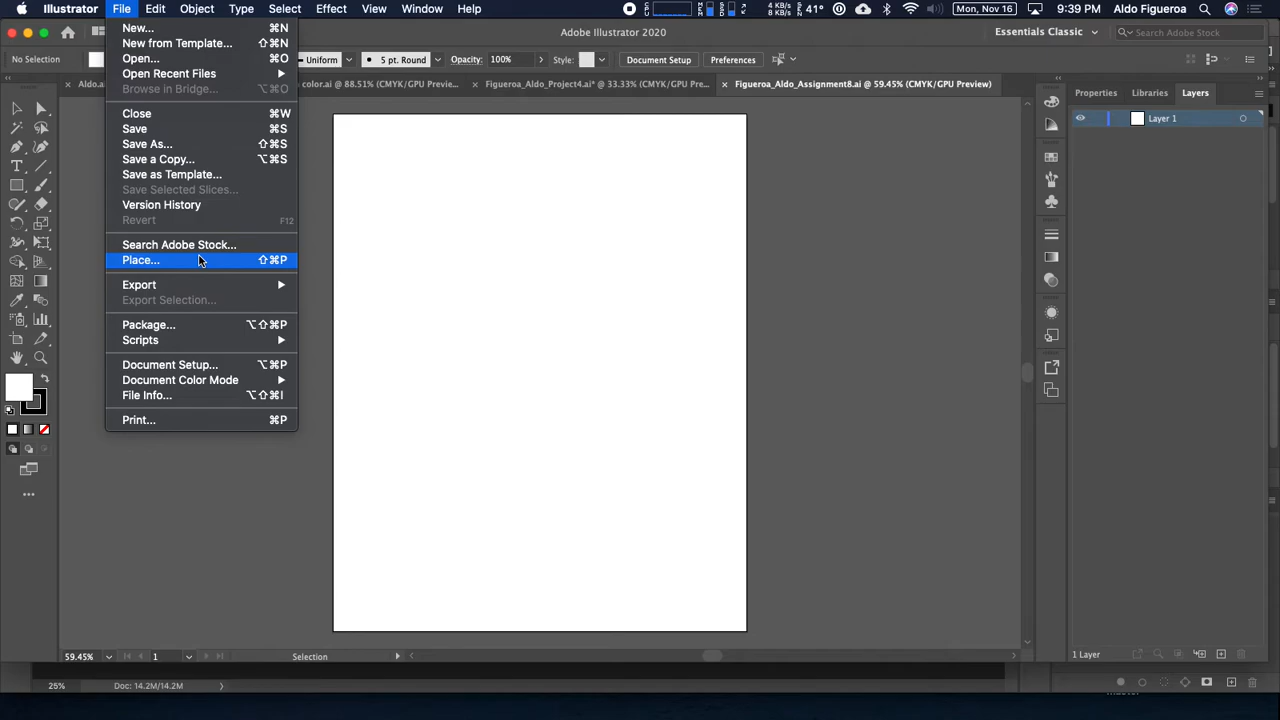 Illustrator File Edit Object Type Select Effect View Window Help 4 KB/s 4 KB/s 41° Mon, Nov 16 9:39 PM Aldo Figueroa
Adobe Illustrator 2020 Essentials Classic Search Adobe Stock
No Selection Uniform 5 pt. Round Opacity: 100% Style: Document Setup Preferences
Aldo.a color.ai @ 88.51% (CMYK/GPU Previe... Figueroa_Aldo_Project4.ai* @ 33.33% (CMYK/GPU Prev... Figueroa_Aldo_Assignment8.ai @ 59.45% (CMYK/GPU Preview)
New... ⌘N
New from Template... ⇧⌘N
Open... ⌘O
Open Recent Files
Browse in Bridge... ⌥⌘O
Close ⌘W
Save ⌘S
Save As... ⇧⌘S
Save a Copy... ⌥⌘S
Save as Template...
Save Selected Slices...
Version History
Revert F12
Search Adobe Stock...
Place... ⇧⌘P
Export
Export Selection...
Package... ⌥⇧⌘P
Scripts
Document Setup... ⌥⌘P
Document Color Mode
File Info... ⌥⇧⌘I
Print... ⌘P
Properties Libraries Layers
Layer 1
1 Layer
59.45% 1 Selection
25% Doc: 14.2M/14.2M